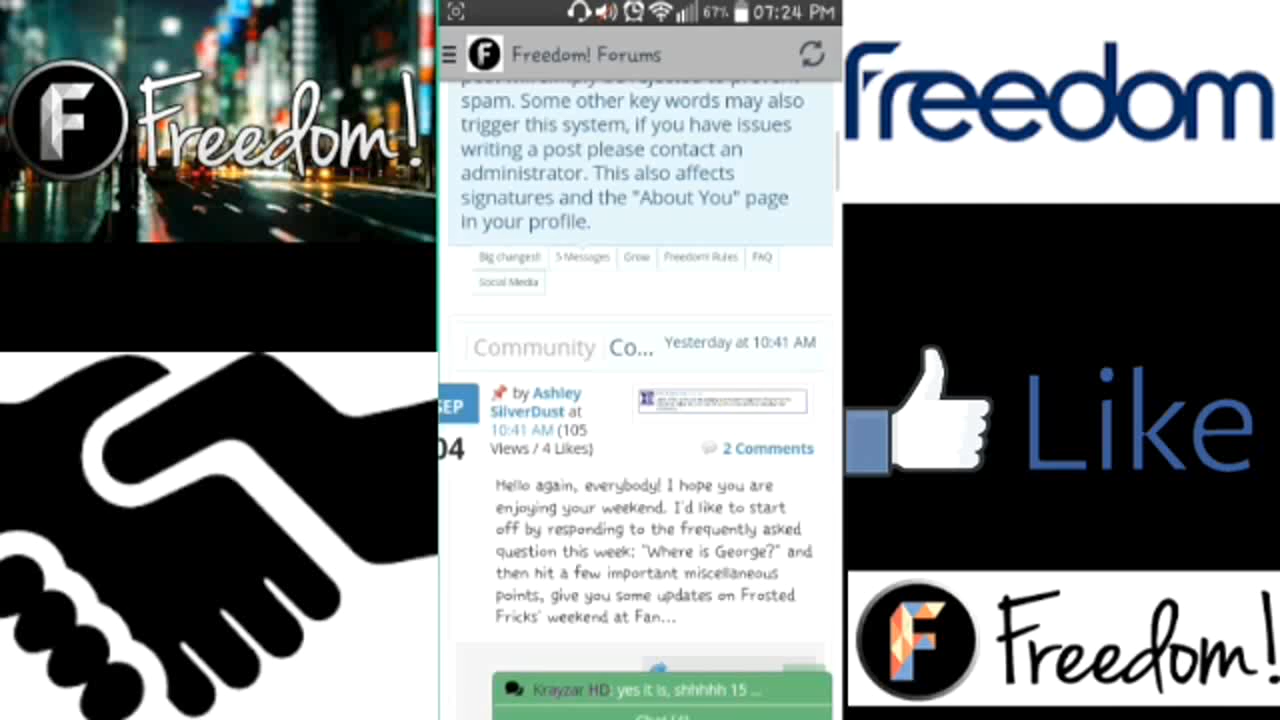 67% 07:24 PM
Freedom! Forums
spam. Some other key words may also
trigger this system, if you have issues
writing a post please contact an
administrator. This also affects
signatures and the "About You" page
in your profile.
Big changes!! 5 Messages Grow Freedom! Rules FAQ
Social Media
Community Co... Yesterday at 10:41 AM
SEP
04
by Ashley
SilverDust at
10:41 AM (105
Views / 4 Likes)
2 Comments
Hello again, everybody! I hope you are
enjoying your weekend. I'd like to start
off by responding to the frequently asked
question this week: "Where is George?" and
then hit a few important miscellaneous
points, give you some updates on Frosted
Fricks' weekend at Fan...
Krayzar HD: yes it is, shhhhh 15 ...
F Freedom!
freedom
Like
F Freedom!